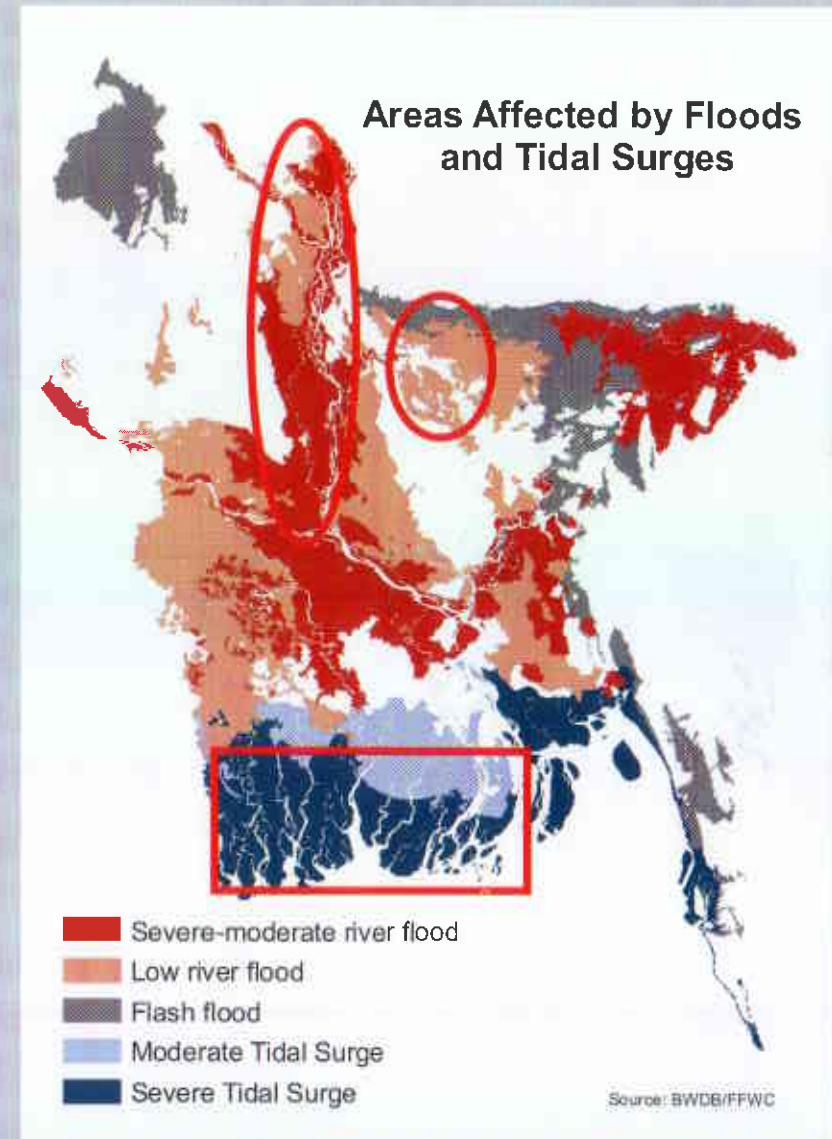 Areas Affected by Floods
and Tidal Surges
Severe-moderate river flood
Low river flood
Flash flood
Moderate Tidal Surge
Severe Tidal Surge
Source: BWDB/FFWC